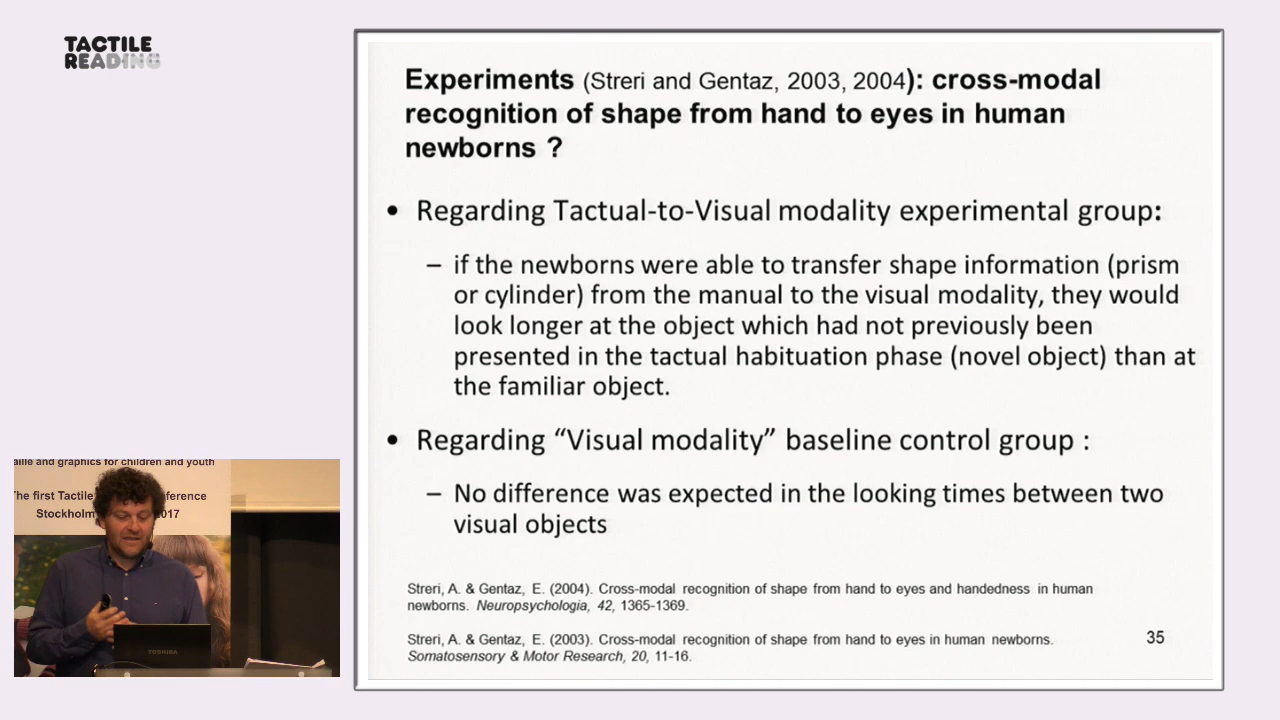 TACTILE
READING
Experiments (Streri and Gentaz, 2003, 2004): cross-modal
recognition of shape from hand to eyes in human
newborns ?
• Regarding Tactual-to-Visual modality experimental group:
– if the newborns were able to transfer shape information (prism
or cylinder) from the manual to the visual modality, they would
look longer at the object which had not previously been
presented in the tactual habituation phase (novel object) than at
the familiar object.
• Regarding “Visual modality” baseline control group :
– No difference was expected in the looking times between two
visual objects
Streri, A. & Gentaz, E. (2004). Cross-modal recognition of shape from hand to eyes and handedness in human
newborns. Neuropsychologia, 42, 1365-1369.
Streri, A. & Gentaz, E. (2003). Cross-modal recognition of shape from hand to eyes in human newborns.
Somatosensory & Motor Research, 20, 11-16.
35
and graphics for children and youth
The first Tactile
Stockholm 2017
TOSHIBA